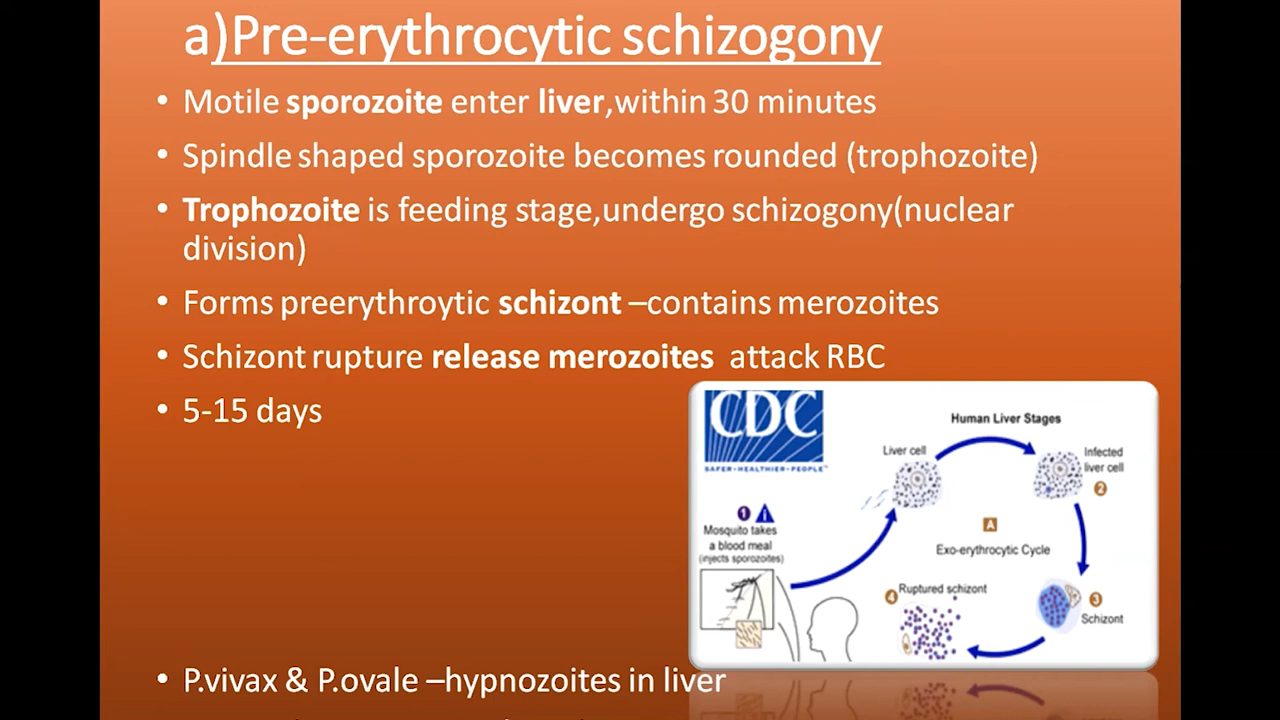 a)Pre-erythrocytic schizogony
• Motile sporozoite enter liver,within 30 minutes
• Spindle shaped sporozoite becomes rounded (trophozoite)
• Trophozoite is feeding stage,undergo schizogony(nuclear
division)
• Forms preerythroytic schizont –contains merozoites
• Schizont rupture release merozoites attack RBC
• 5-15 days
CDC
SAFER·HEALTHIER·PEOPLE™
Human Liver Stages
Liver cell
Infected
liver cell
2
1 i
Mosquito takes
a blood meal
(injects sporozoites)
A
Exo-erythrocytic Cycle
4 Ruptured schizont
3
Schizont
• P.vivax & P.ovale –hypnozoites in liver